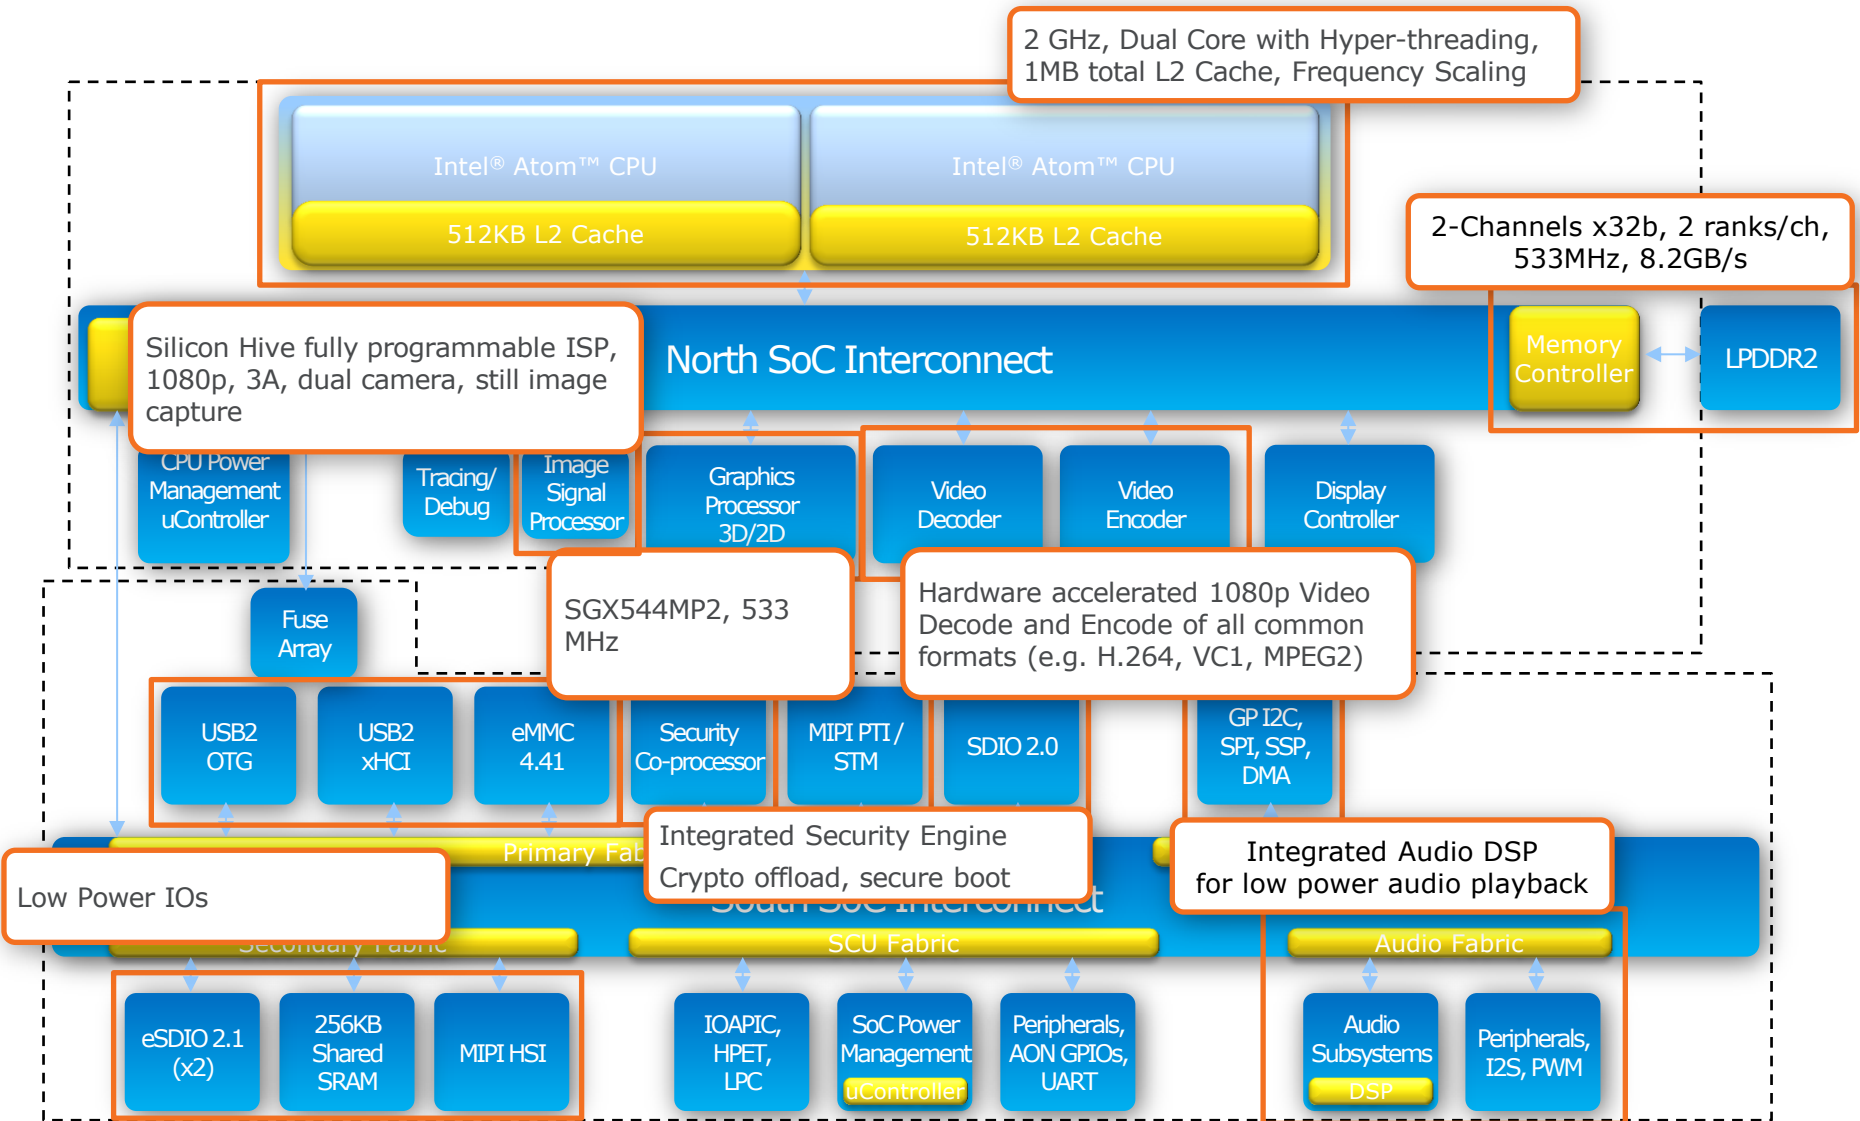 2 GHz, Dual Core with Hyper-threading,
1MB total L2 Cache, Frequency Scaling
Intel® Atom™ CPU
Intel® Atom™ CPU
512KB L2 Cache
512KB L2 Cache
2-Channels x32b, 2 ranks/ch,
533MHz, 8.2GB/s
Silicon Hive fully programmable ISP,
1080p, 3A, dual camera, still image
capture
North SoC Interconnect
Memory
Controller
LPDDR2
CPU Power
Management
uController
Tracing/
Debug
Image
Signal
Processor
Graphics
Processor
3D/2D
Video
Decoder
Video
Encoder
Display
Controller
Fuse
Array
SGX544MP2, 533
MHz
Hardware accelerated 1080p Video
Decode and Encode of all common
formats (e.g. H.264, VC1, MPEG2)
USB2
OTG
USB2
xHCI
eMMC
4.41
Security
Co-processor
MIPI PTI /
STM
SDIO 2.0
GP I2C,
SPI, SSP,
DMA
Primary Fab
Integrated Security Engine
Crypto offload, secure boot
Integrated Audio DSP
for low power audio playback
Low Power IOs
South SoC Interconnect
Secondary Fabric
SCU Fabric
Audio Fabric
eSDIO 2.1
(x2)
256KB
Shared
SRAM
MIPI HSI
IOAPIC,
HPET,
LPC
SoC Power
Management
uController
Peripherals,
AON GPIOs,
UART
Audio
Subsystems
DSP
Peripherals,
I2S, PWM